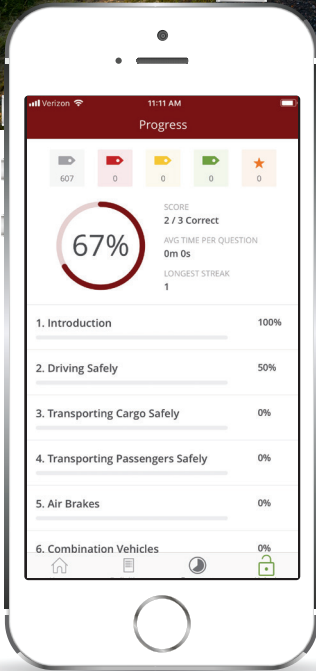 Verizon 11:11 AM
Progress
607 0 0 0 0
67%
SCORE
2 / 3 Correct
AVG TIME PER QUESTION
0m 0s
LONGEST STREAK
1
1. Introduction 100%
2. Driving Safely 50%
3. Transporting Cargo Safely 0%
4. Transporting Passengers Safely 0%
5. Air Brakes 0%
6. Combination Vehicles 0%